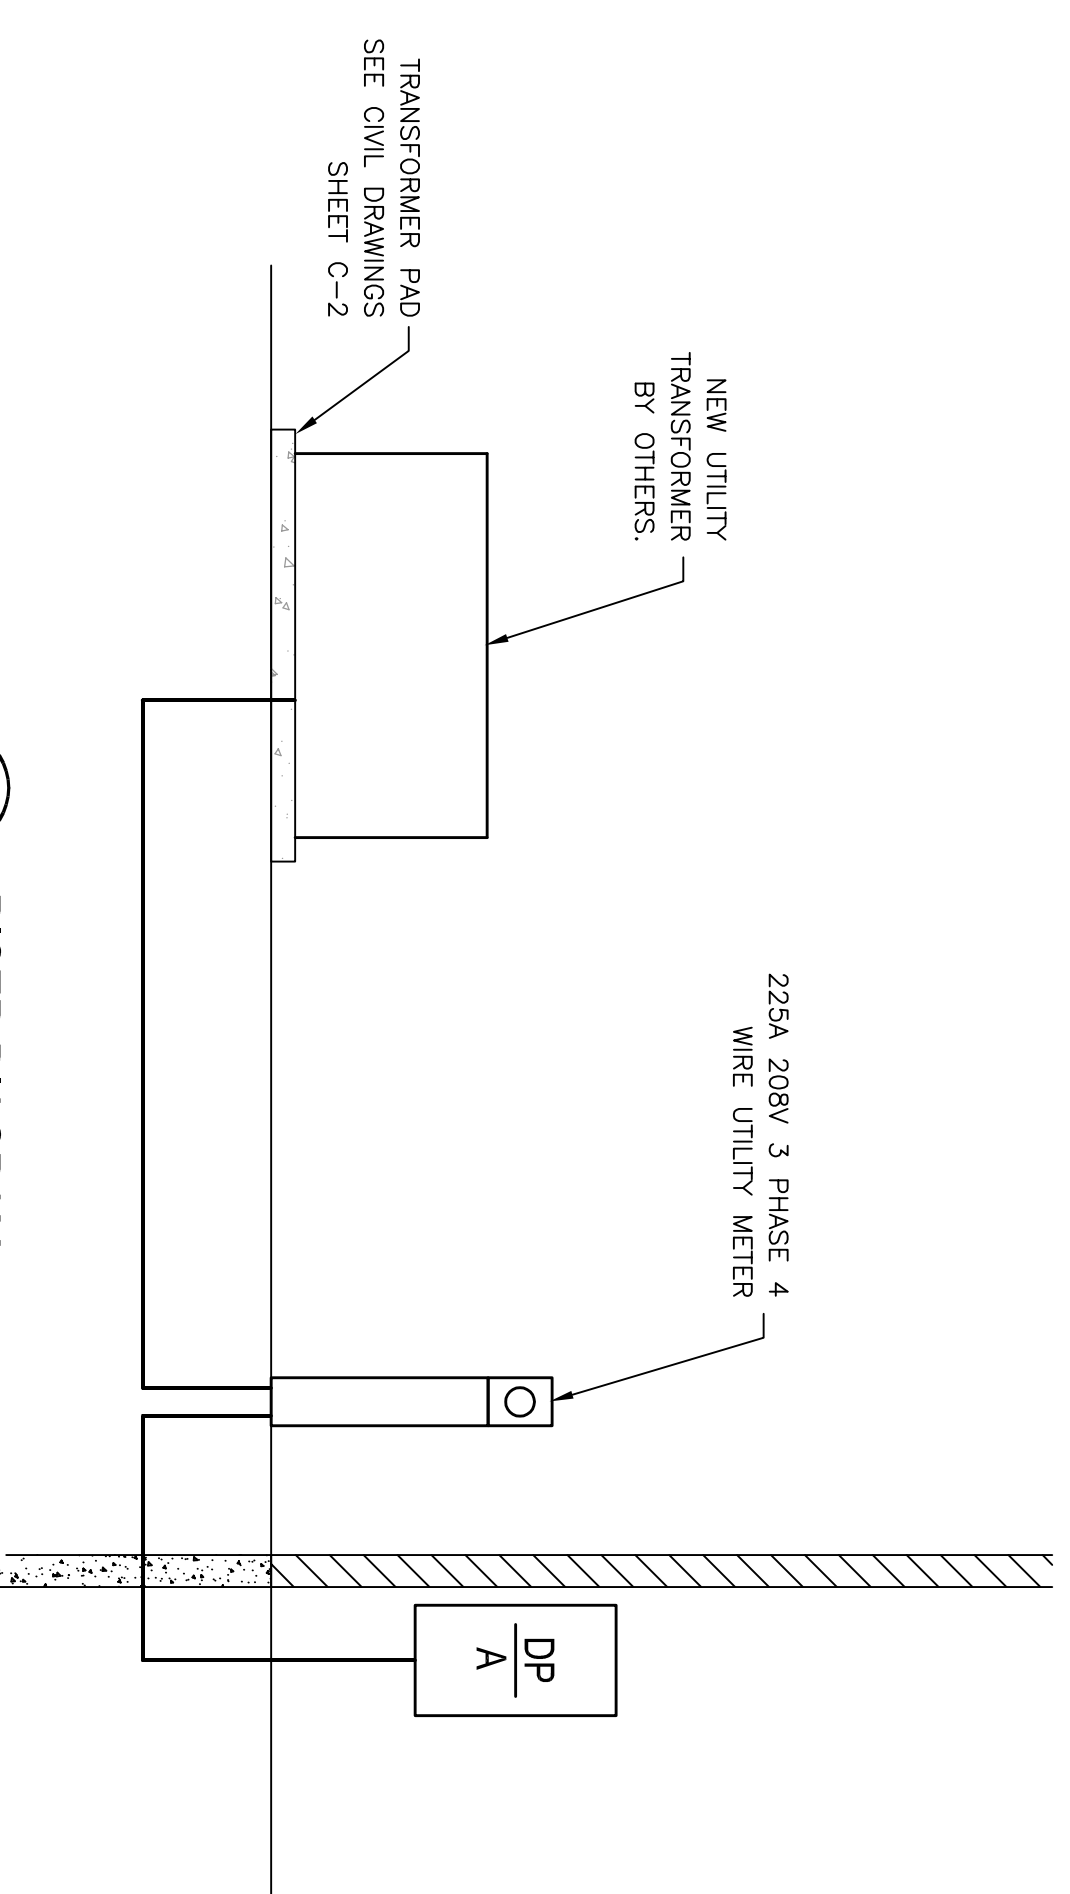 TRANSFORMER PAD
SEE CIVIL DRAWINGS
SHEET C-2
NEW UTILITY
TRANSFORMER
BY OTHERS.
225A 208V 3 PHASE 4
WIRE UTILITY METER
DP
A